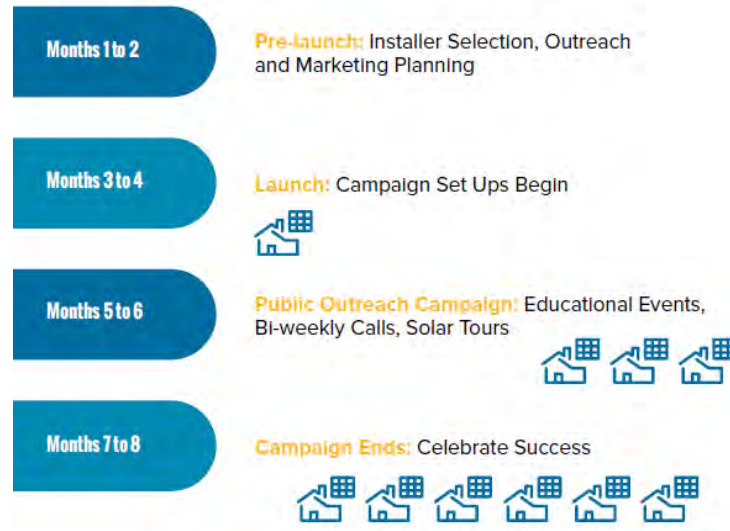 Months 1 to 2
Pre-launch: Installer Selection, Outreach
and Marketing Planning
Months 3 to 4
Launch: Campaign Set Ups Begin
Months 5 to 6
Public Outreach Campaign: Educational Events,
Bi-weekly Calls, Solar Tours
Months 7 to 8
Campaign Ends: Celebrate Success